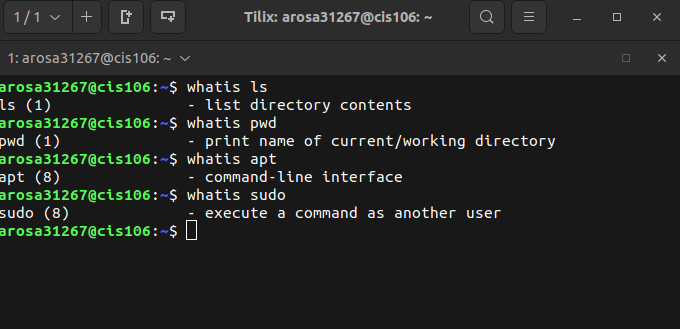 1 / 1 Tilix: arosa31267@cis106: ~
1: arosa31267@cis106: ~
arosa31267@cis106:~$ whatis ls
ls (1)               - list directory contents
arosa31267@cis106:~$ whatis pwd
pwd (1)              - print name of current/working directory
arosa31267@cis106:~$ whatis apt
apt (8)              - command-line interface
arosa31267@cis106:~$ whatis sudo
sudo (8)             - execute a command as another user
arosa31267@cis106:~$